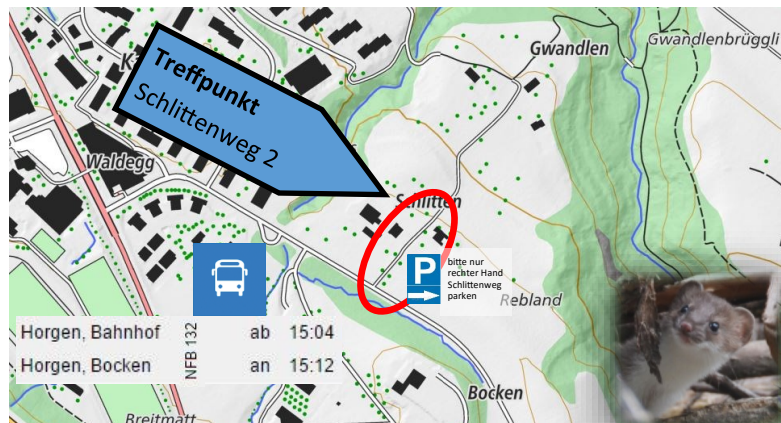 Gwandlen
Gwandlenbrüggli
K
Treffpunkt
Schlittenweg 2
Waldegg
Schlitten
P
bitte nur
rechter Hand
Schlittenweg
parken
Rebland
Horgen, Bahnhof NFB 132 ab 15:04
Horgen, Bocken an 15:12
Bocken
Breitmatt